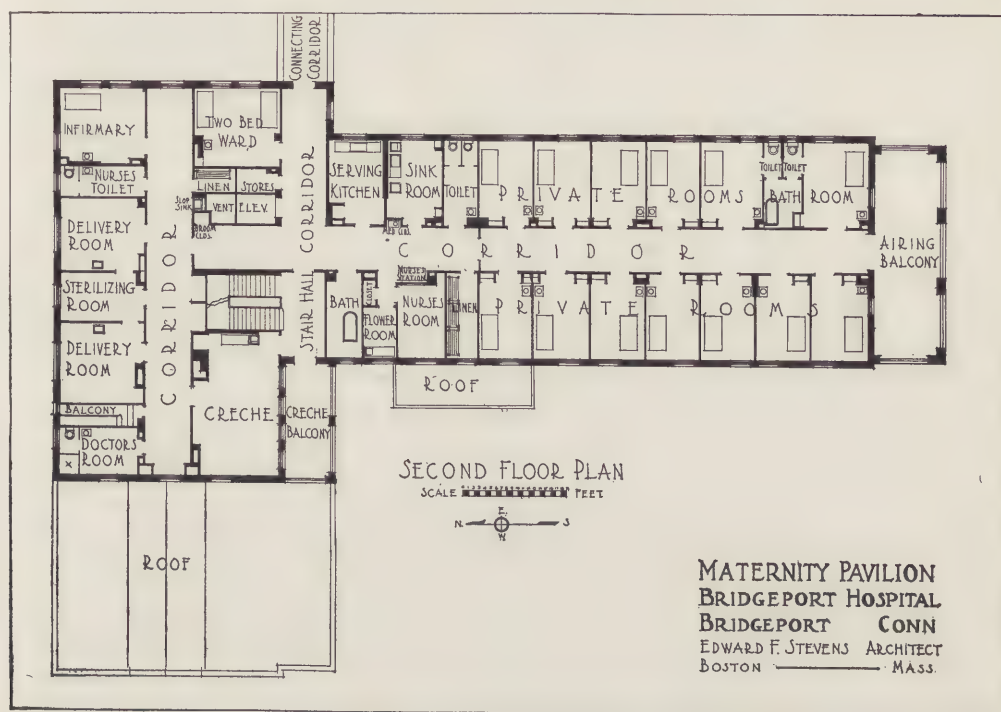 CONNECTING CORRIDOR
INFIRMARY
TWO BED WARD
NURSES TOILET
LINEN
STORES
SLOP SINK
VENT
ELEV.
BROOM CLO.
DELIVERY ROOM
STERILIZING ROOM
DELIVERY ROOM
BALCONY
DOCTORS ROOM
CORRIDOR
CORRIDOR
STAIR HALL
CRECHE
CRECHE BALCONY
SERVING KITCHEN
SINK ROOM
TOILET
MED. CLO.
PRIVATE ROOMS
TOILET
TOILET
BATH ROOM
CORRIDOR
AIRING BALCONY
BATH
CLOSET
FLOWER ROOM
NURSES STATION
NURSES ROOM
LINEN
PRIVATE ROOMS
ROOF
ROOF
SECOND FLOOR PLAN
SCALE FEET
E.
N. S
W.
MATERNITY PAVILION
BRIDGEPORT HOSPITAL
BRIDGEPORT CONN
EDWARD F. STEVENS ARCHITECT
BOSTON MASS.